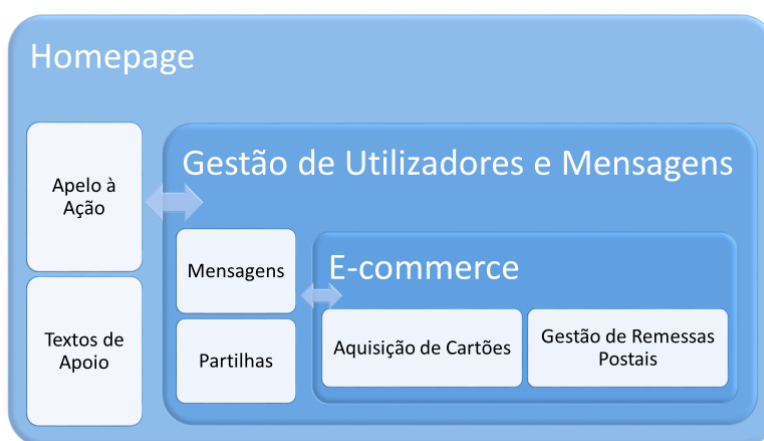 Homepage
Apelo à
Ação
Textos de
Apoio
Gestão de Utilizadores e Mensagens
Mensagens
Partilhas
E-commerce
Aquisição de Cartões
Gestão de Remessas
Postais